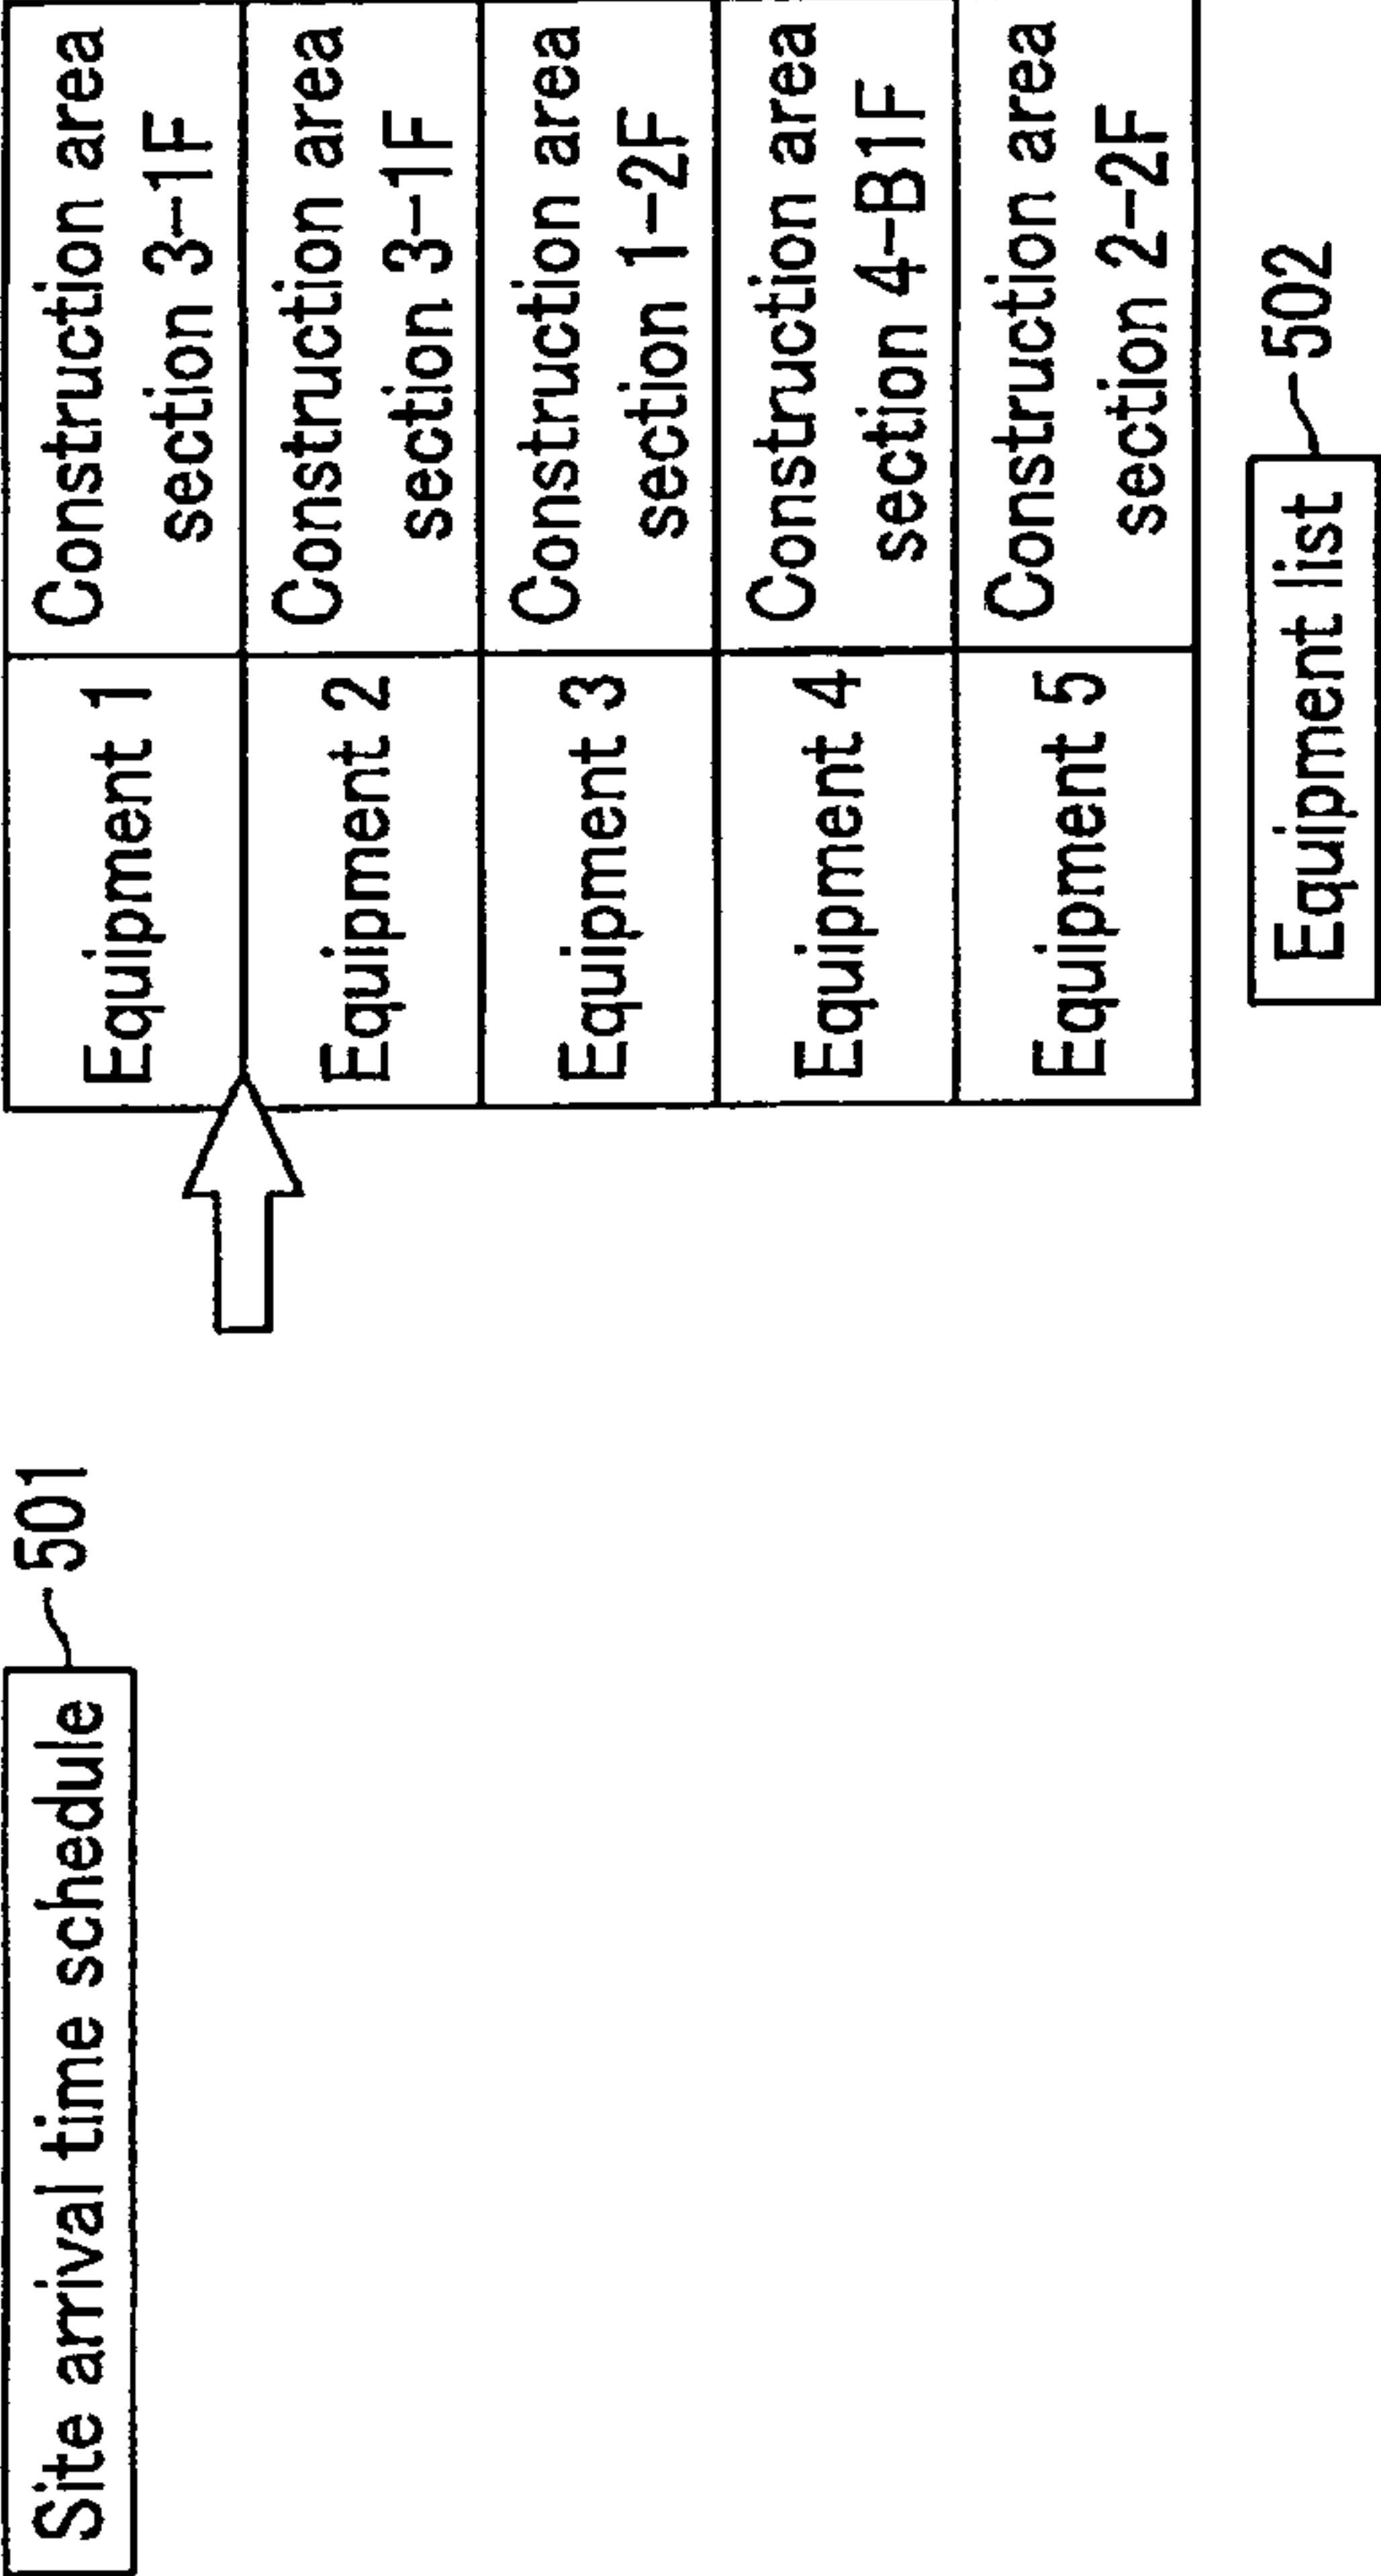 Site arrival time schedule
501
Equipment 1
Construction area
section 3-1F
Equipment 2
Construction area
section 3-1F
Equipment 3
Construction area
section 1-2F
Equipment 4
Construction area
section 4-B1F
Equipment 5
Construction area
section 2-2F
Equipment list
502